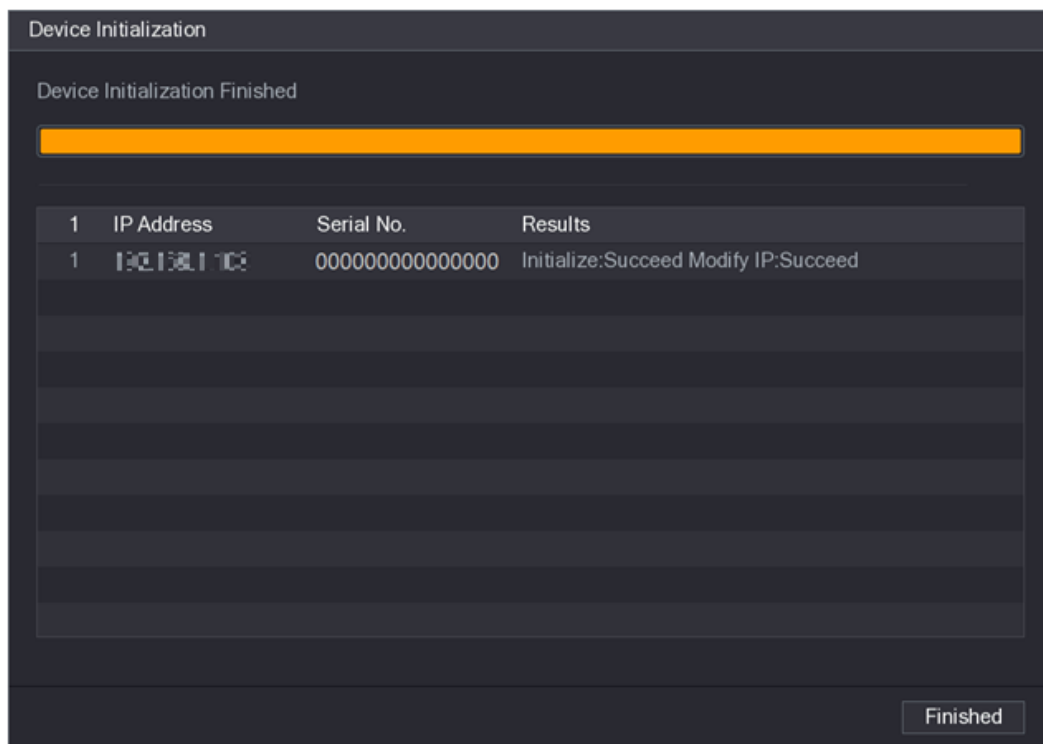 Device Initialization
Device Initialization Finished
1 IP Address Serial No. Results
1 000000000000000 Initialize:Succeed Modify IP:Succeed
Finished